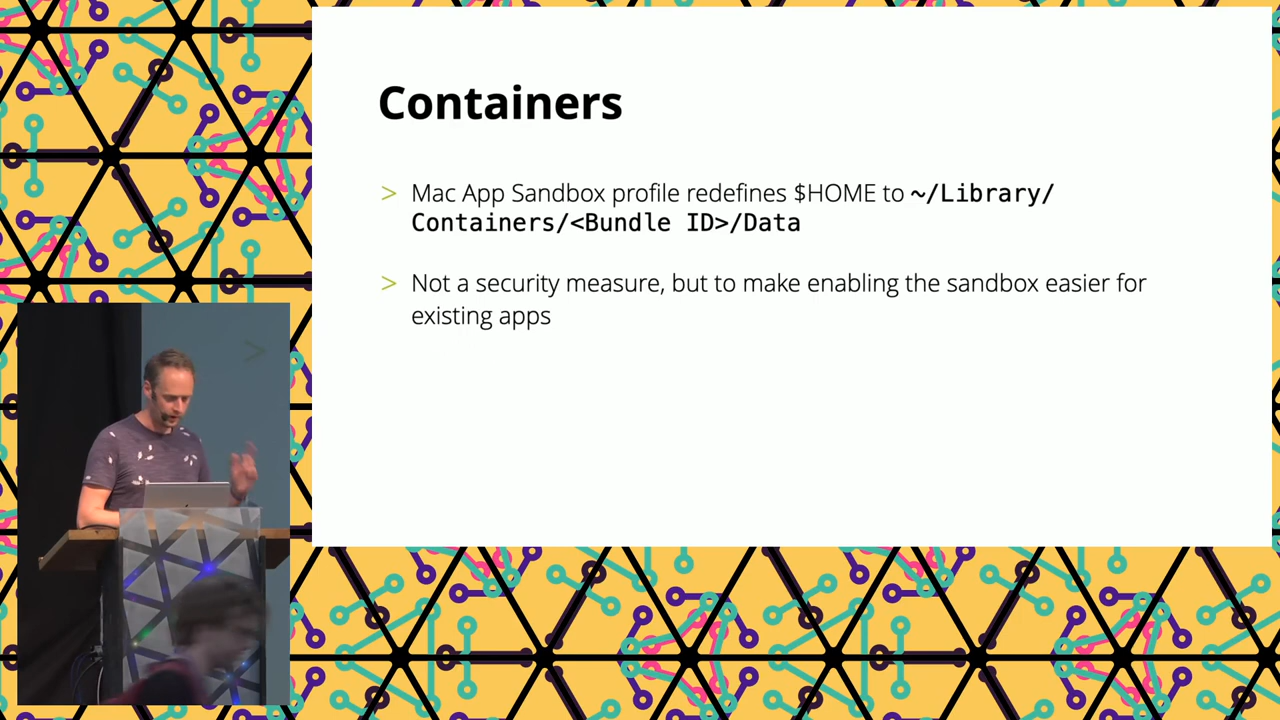 Containers
> Mac App Sandbox profile redefines $HOME to ~/Library/
Containers/<Bundle ID>/Data
> Not a security measure, but to make enabling the sandbox easier for
existing apps